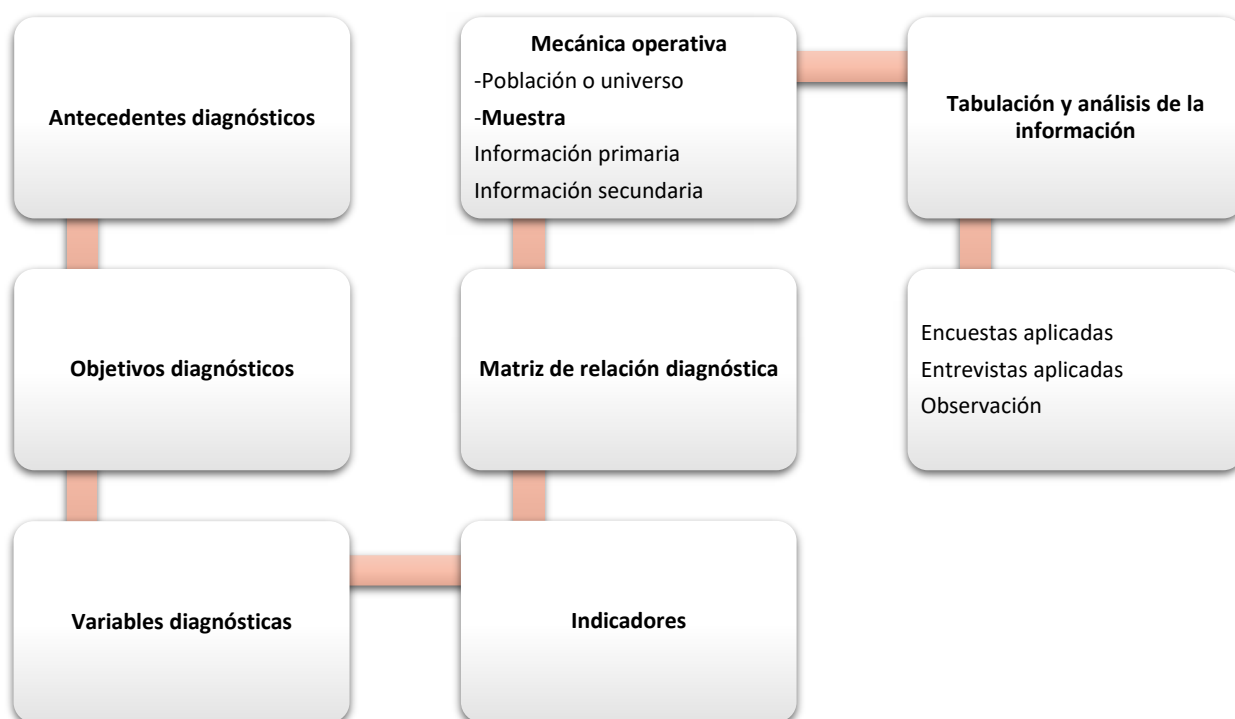 Antecedentes diagnósticos
Objetivos diagnósticos
Variables diagnósticas
Indicadores
Matriz de relación diagnóstica
Mecánica operativa
-Población o universo
-Muestra
Información primaria
Información secundaria
Tabulación y análisis de la
información
Encuestas aplicadas
Entrevistas aplicadas
Observación